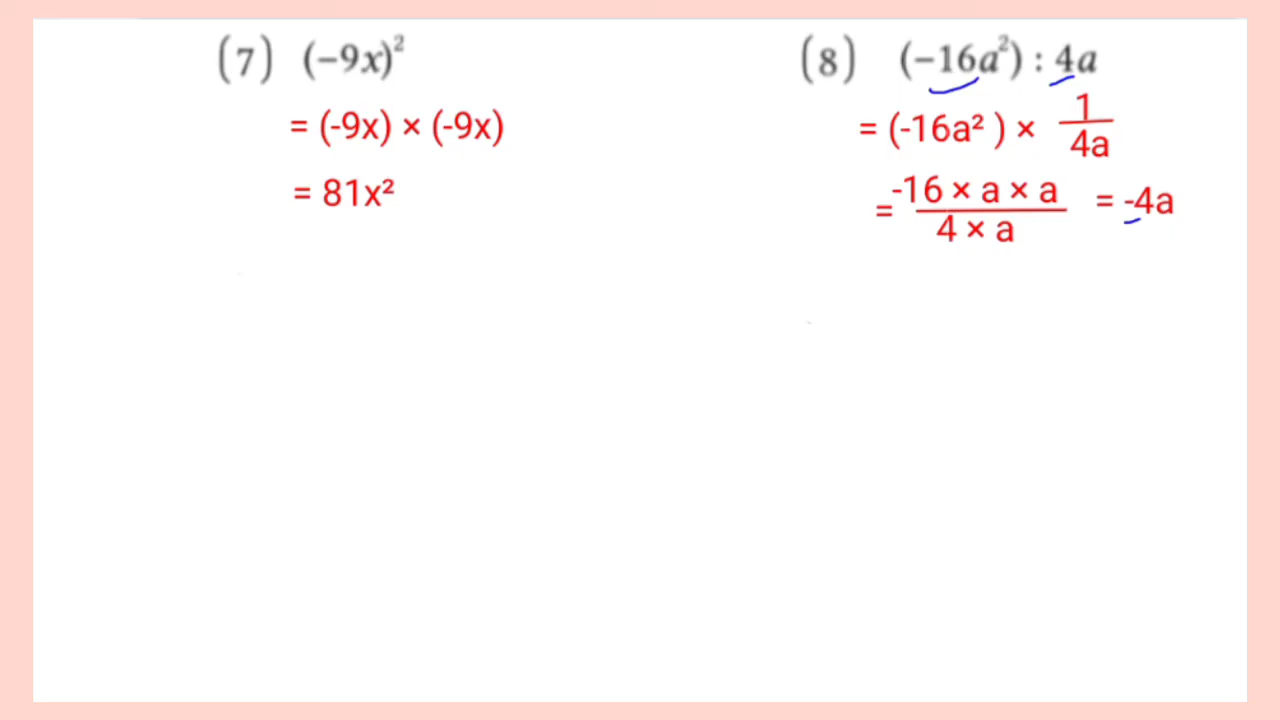 (7) (−9x)²
= (-9x) × (-9x)
= 81x²
(8) (−16a²) : 4a
= (-16a² ) × 1/4a
= -16 × a × a / 4 × a = -4a